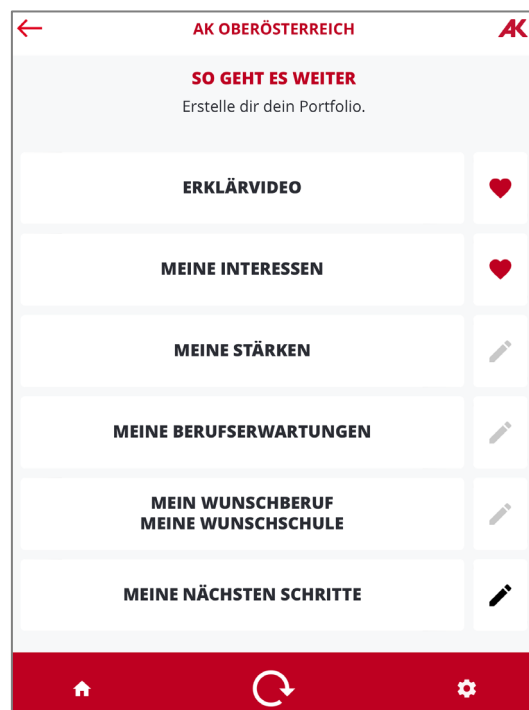 AK OBERÖSTERREICH
AK
SO GEHT ES WEITER
Erstelle dir dein Portfolio.
ERKLÄRVIDEO
MEINE INTERESSEN
MEINE STÄRKEN
MEINE BERUFSERWARTUNGEN
MEIN WUNSCHBERUF
MEINE WUNSCHSCHULE
MEINE NÄCHSTEN SCHRITTE